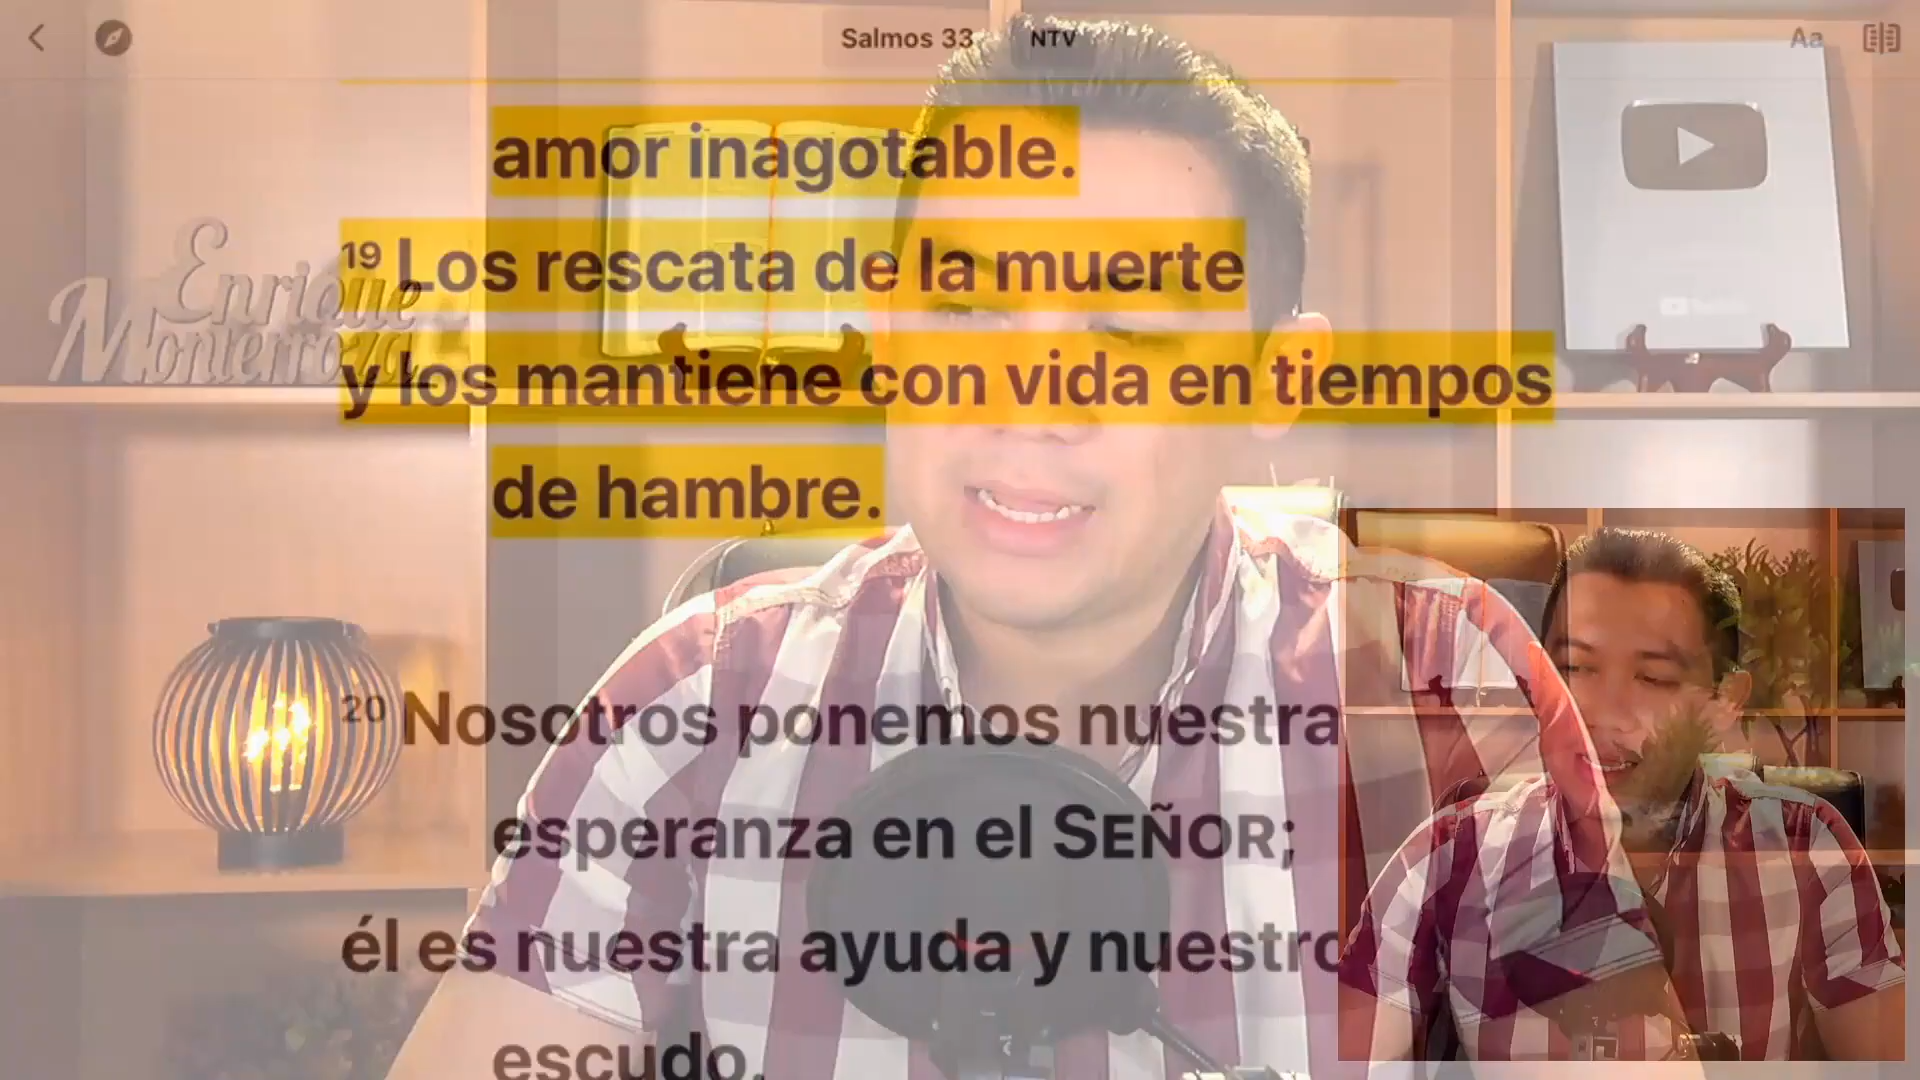 Salmos 33 NTV Aa
amor inagotable.
19 Los rescata de la muerte
y los mantiene con vida en tiempos
de hambre.
Enrique
Monterroza
20 Nosotros ponemos nuestra
esperanza en el SEÑOR;
él es nuestra ayuda y nuestro
escudo.